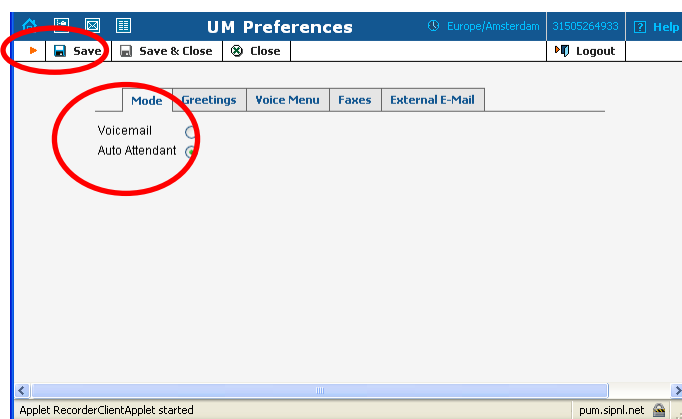 UM Preferences Europe/Amsterdam 31505264933 ? Help
Save Save & Close Close Logout
Mode Greetings Voice Menu Faxes External E-Mail
Voicemail
Auto Attendant
Applet RecorderClientApplet started pum.sipnl.net